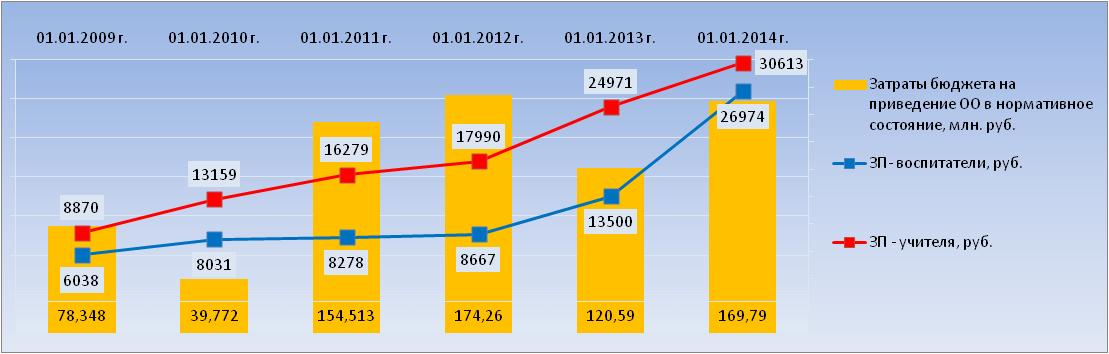 01.01.2009 г. 01.01.2010 г. 01.01.2011 г. 01.01.2012 г. 01.01.2013 г. 01.01.2014 г.
30613
24971
26974
17990
16279
13159
8870
13500
6038
8031
8278
8667
78,348 39,772 154,513 174,26 120,59 169,79
Затраты бюджета на
приведение ОО в нормативное
состояние, млн. руб.
ЗП- воспитатели, руб.
ЗП - учителя, руб.